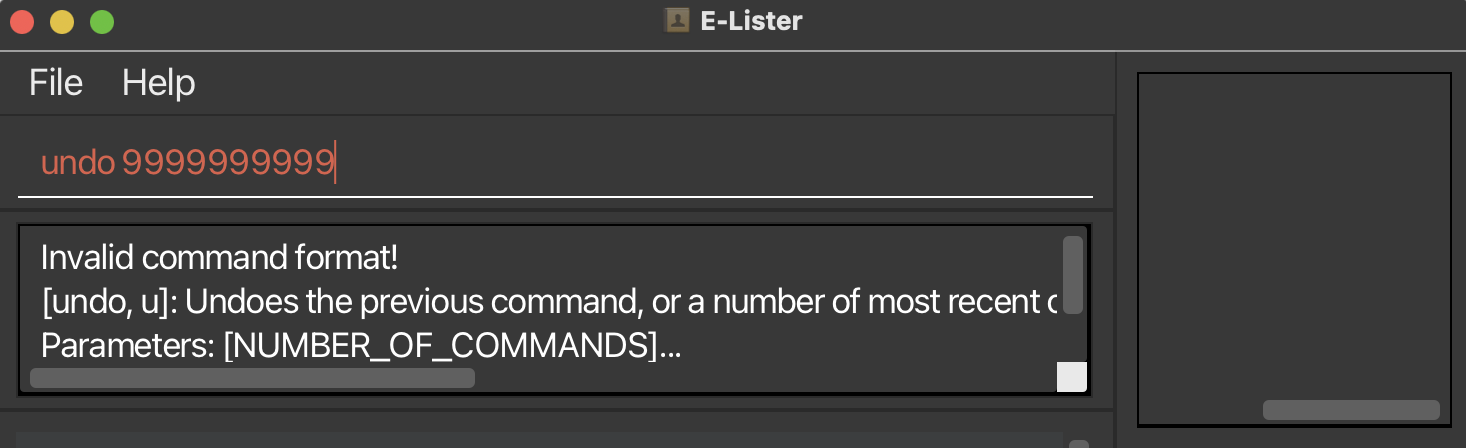 E-Lister
File Help
undo 9999999999
Invalid command format!
[undo, u]: Undoes the previous command, or a number of most recent
Parameters: [NUMBER_OF_COMMANDS]...